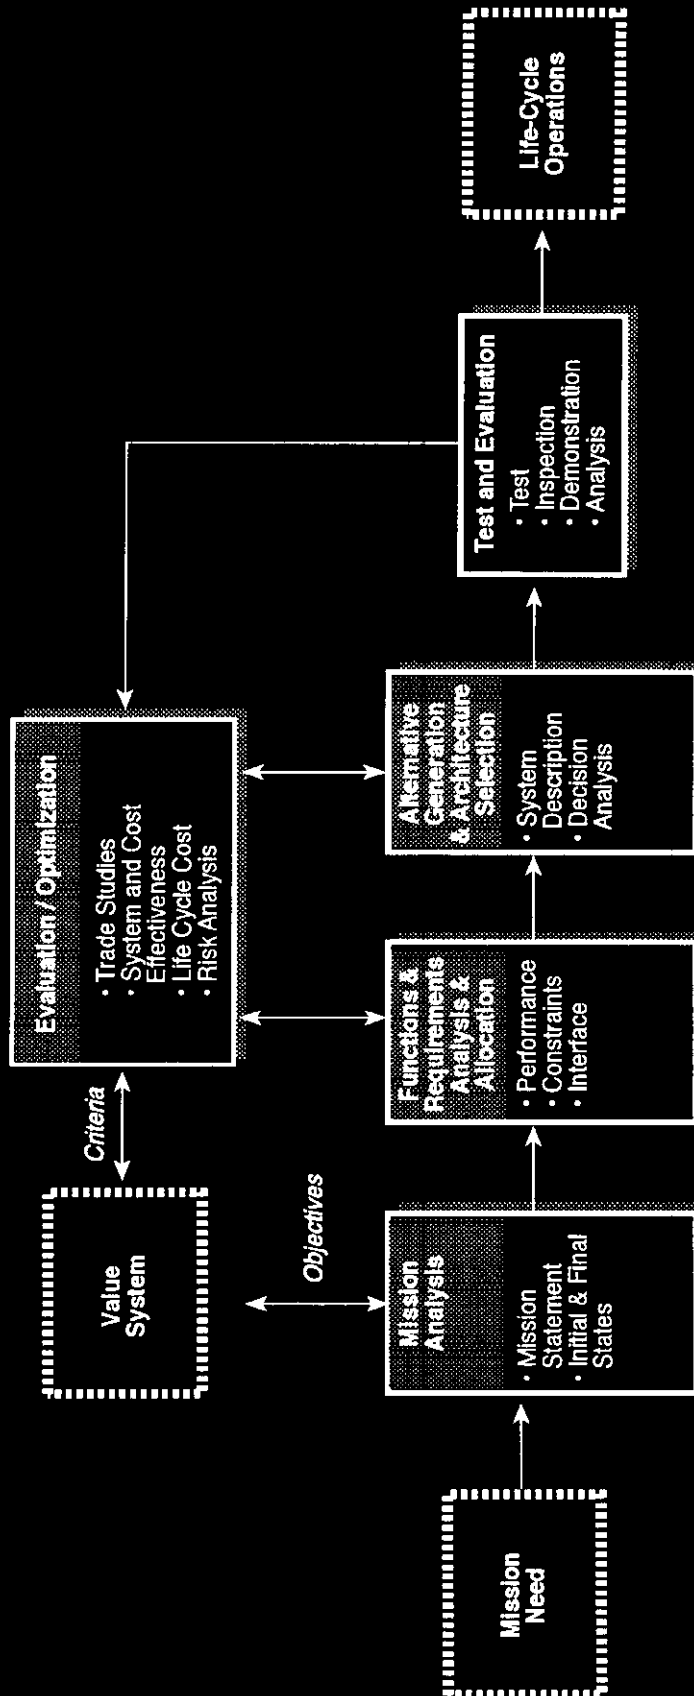 Value
System
Criteria
Evaluation / Optimization
• Trade Studies
• System and Cost
Effectiveness
• Life Cycle Cost
• Risk Analysis
Objectives
Mission
Need
Mission
Analysis
• Mission
Statement
• Initial & Final
States
Functions &
Requirements
Analysis &
Allocation
• Performance
• Constraints
• Interface
Alternative
Generation
& Architecture
Selection
• System
Description
• Decision
Analysis
Test and Evaluation
• Test
• Inspection
• Demonstration
• Analysis
Life-Cycle
Operations